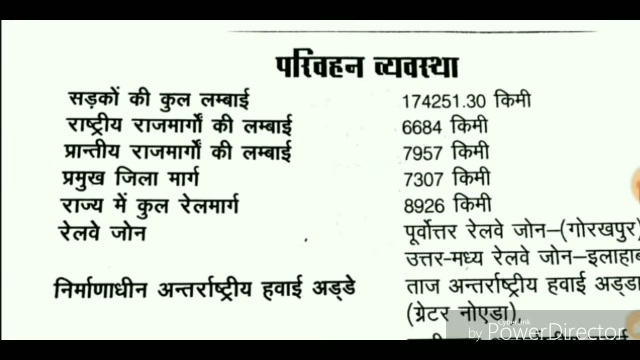 परिवहन व्यवस्था
सड़कों की कुल लम्बाई 174251.30 किमी
राष्ट्रीय राजमार्गों की लम्बाई 6684 किमी
प्रान्तीय राजमार्गों की लम्बाई 7957 किमी
प्रमुख जिला मार्ग 7307 किमी
राज्य में कुल रेलमार्ग 8926 किमी
रेलवे जोन पूर्वोत्तर रेलवे जोन–(गोरखपुर)
उत्तर-मध्य रेलवे जोन–इलाहाब
निर्माणाधीन अन्तर्राष्ट्रीय हवाई अड्डे ताज अन्तर्राष्ट्रीय हवाई अड्डा
(ग्रेटर नोएडा),
CyberLink
by PowerDirector